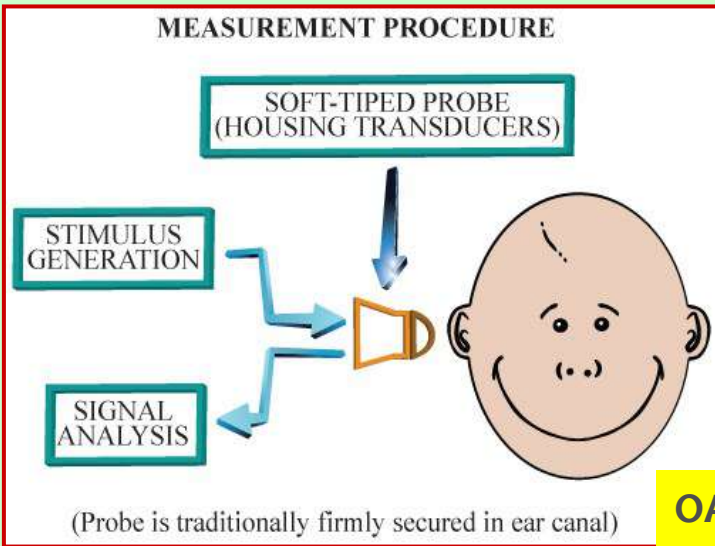 MEASUREMENT PROCEDURE
SOFT-TIPED PROBE
(HOUSING TRANSDUCERS)
STIMULUS
GENERATION
SIGNAL
ANALYSIS
(Probe is traditionally firmly secured in ear canal)